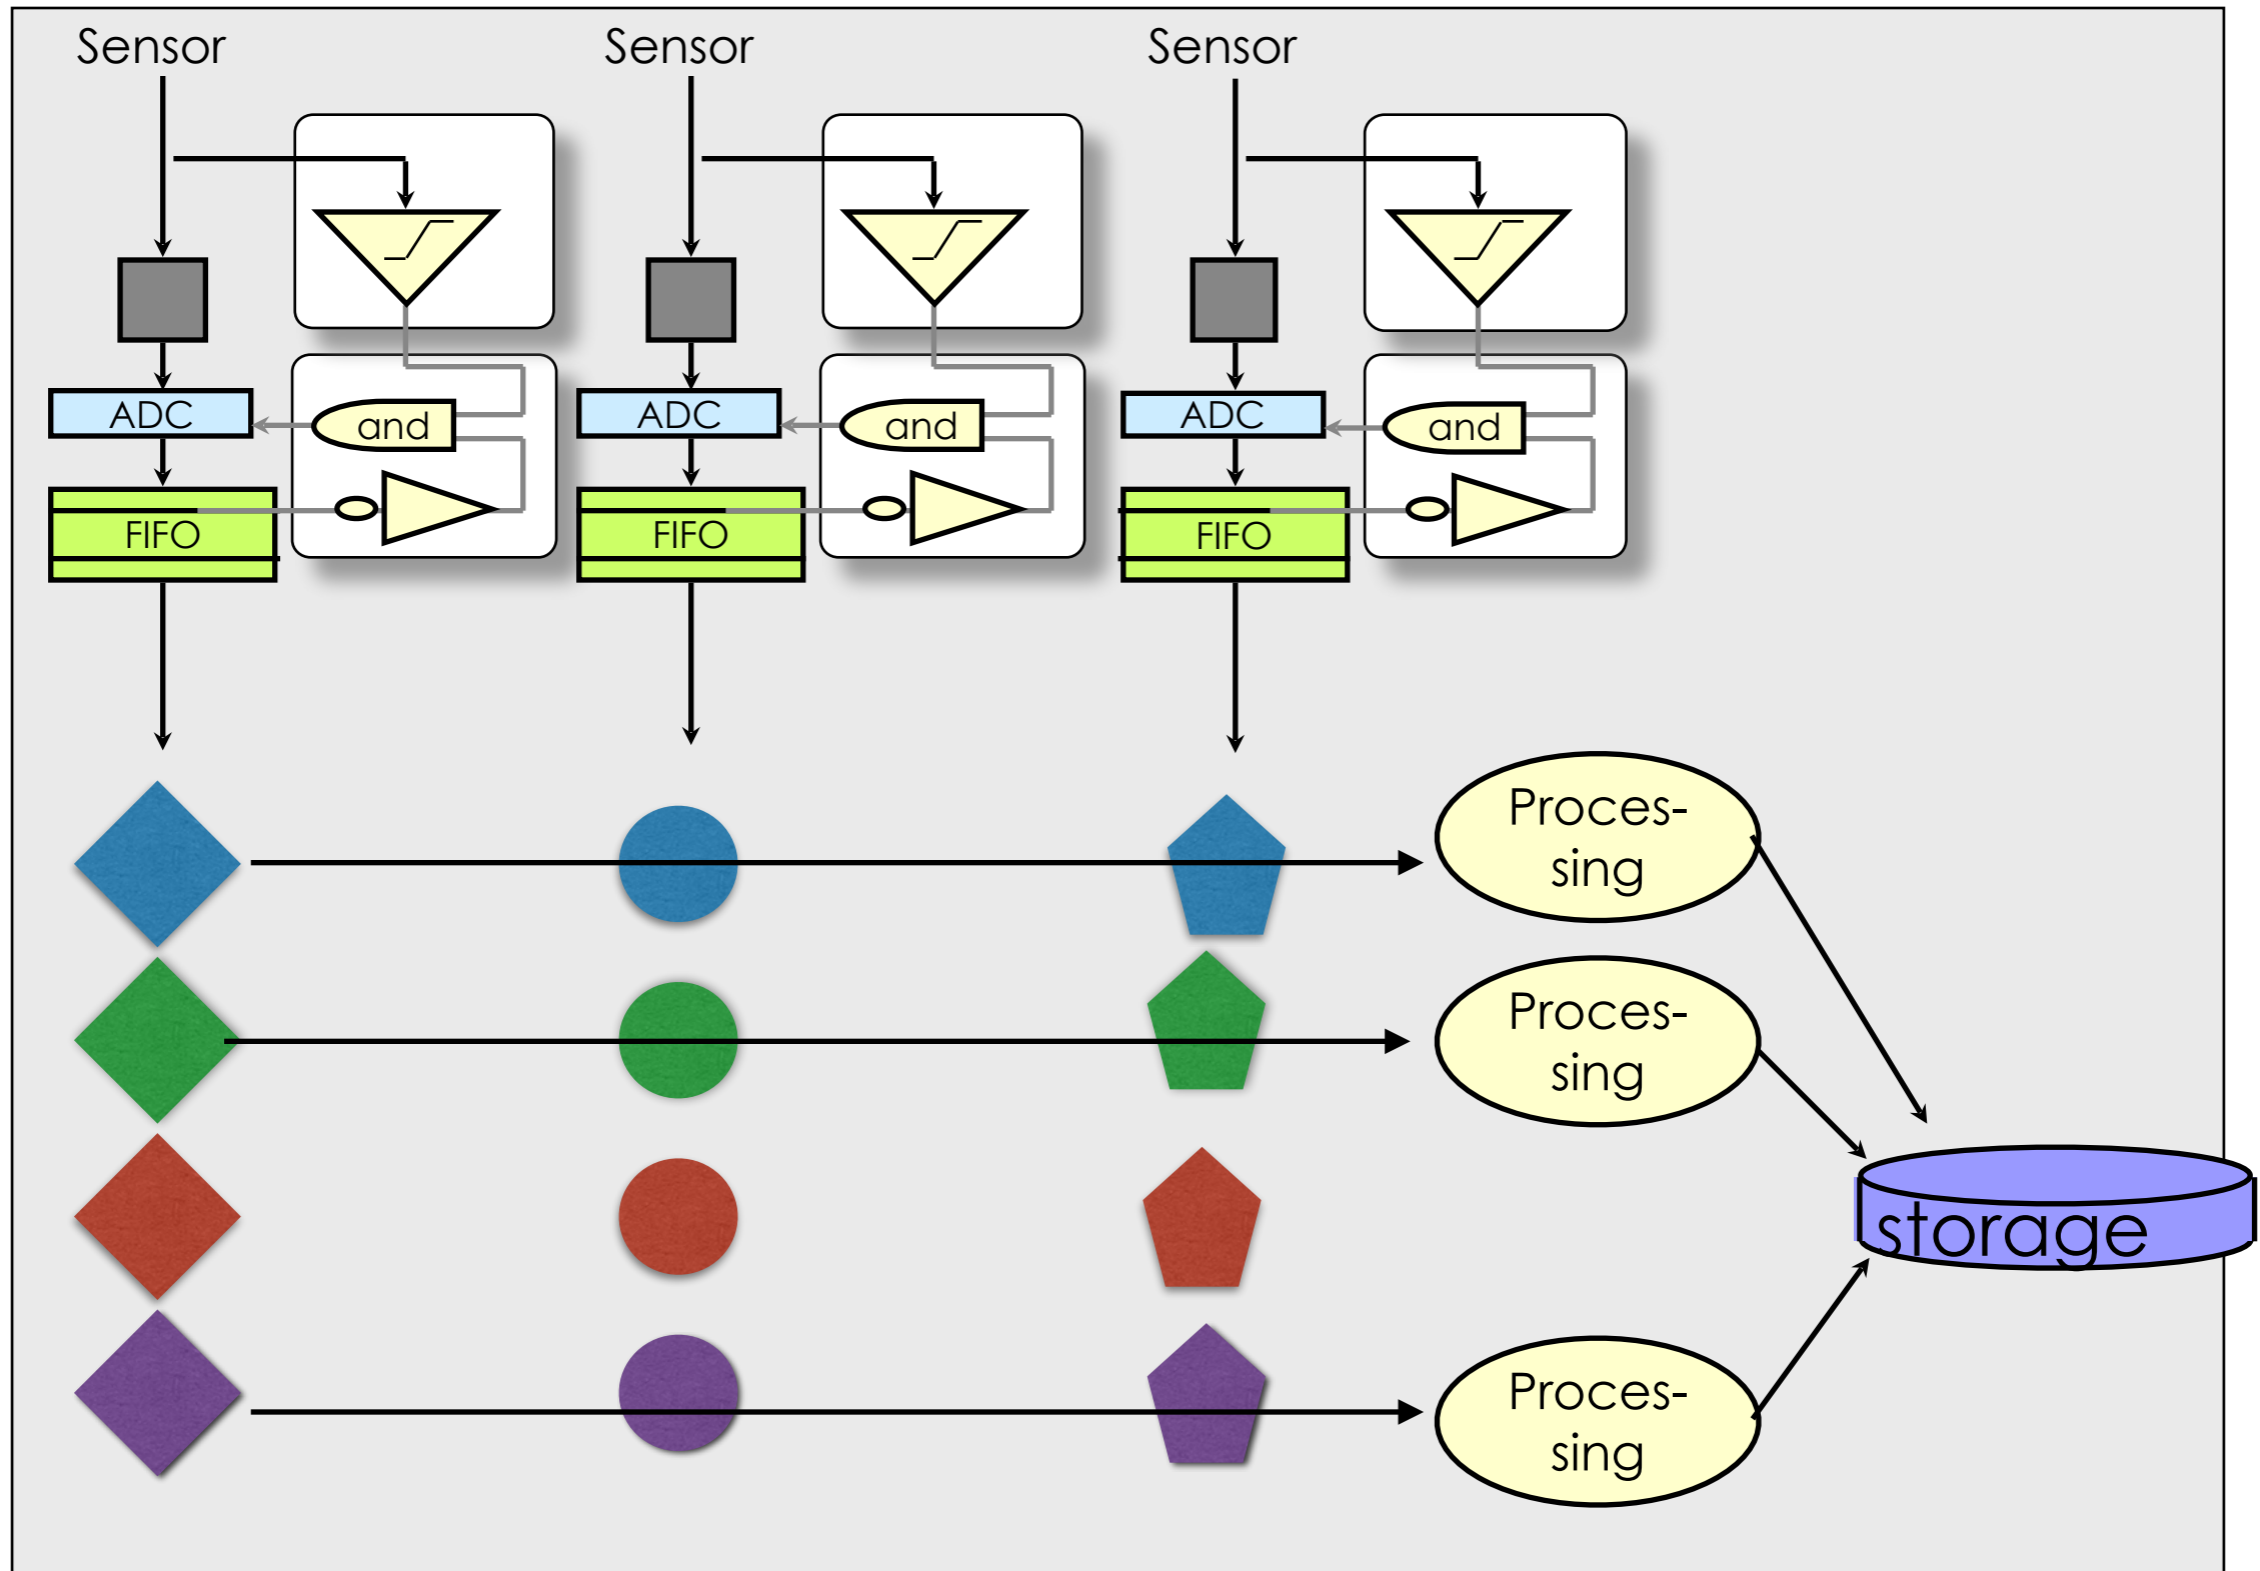 Sensor
Sensor
Sensor
ADC
and
ADC
and
ADC
and
FIFO
FIFO
FIFO
Proces-
sing
Proces-
sing
storage
Proces-
sing